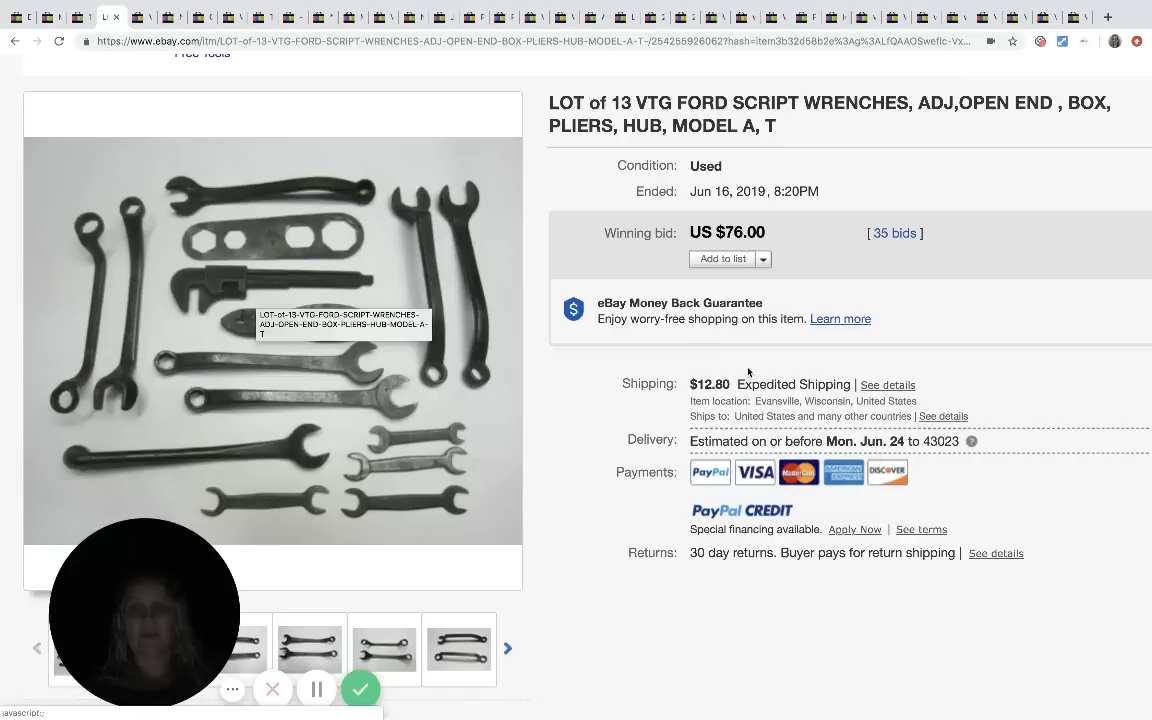 https://www.ebay.com/itm/LOT-of-13-VTG-FORD-SCRIPT-WRENCHES-ADJ-OPEN-END-BOX-PLIERS-HUB-MODEL-A-T-/254255926062?hash=item3b32d58b2e%3Ag%3ALfQAAOSweflc-Vx...
Free Tools
LOT of 13 VTG FORD SCRIPT WRENCHES, ADJ,OPEN END , BOX,
PLIERS, HUB, MODEL A, T
Condition: Used
Ended: Jun 16, 2019 , 8:20PM
Winning bid: US $76.00 [ 35 bids ]
Add to list
eBay Money Back Guarantee
Enjoy worry-free shopping on this item. Learn more
LOT-of-13-VTG-FORD-SCRIPT-WRENCHES-
ADJ-OPEN-END-BOX-PLIERS-HUB-MODEL-A-
T
Shipping: $12.80 Expedited Shipping | See details
Item location: Evansville, Wisconsin, United States
Ships to: United States and many other countries | See details
Delivery: Estimated on or before Mon. Jun. 24 to 43023 ?
Payments: PayPal VISA MasterCard AMERICAN EXPRESS DISCOVER
PayPal CREDIT
Special financing available. Apply Now | See terms
Returns: 30 day returns. Buyer pays for return shipping | See details
javascript:;